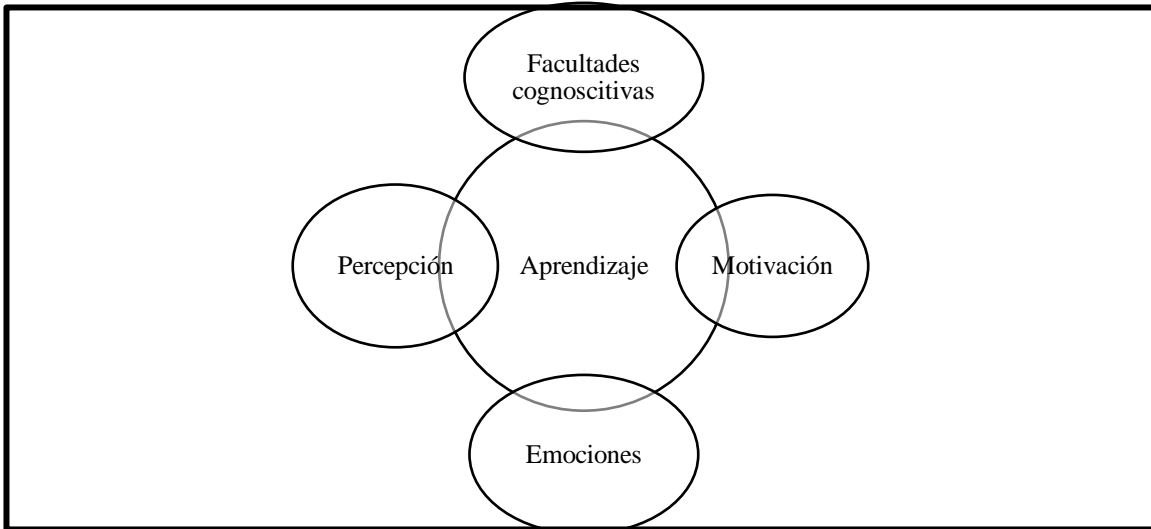 Facultades
cognoscitivas
Percepción
Aprendizaje
Motivación
Emociones